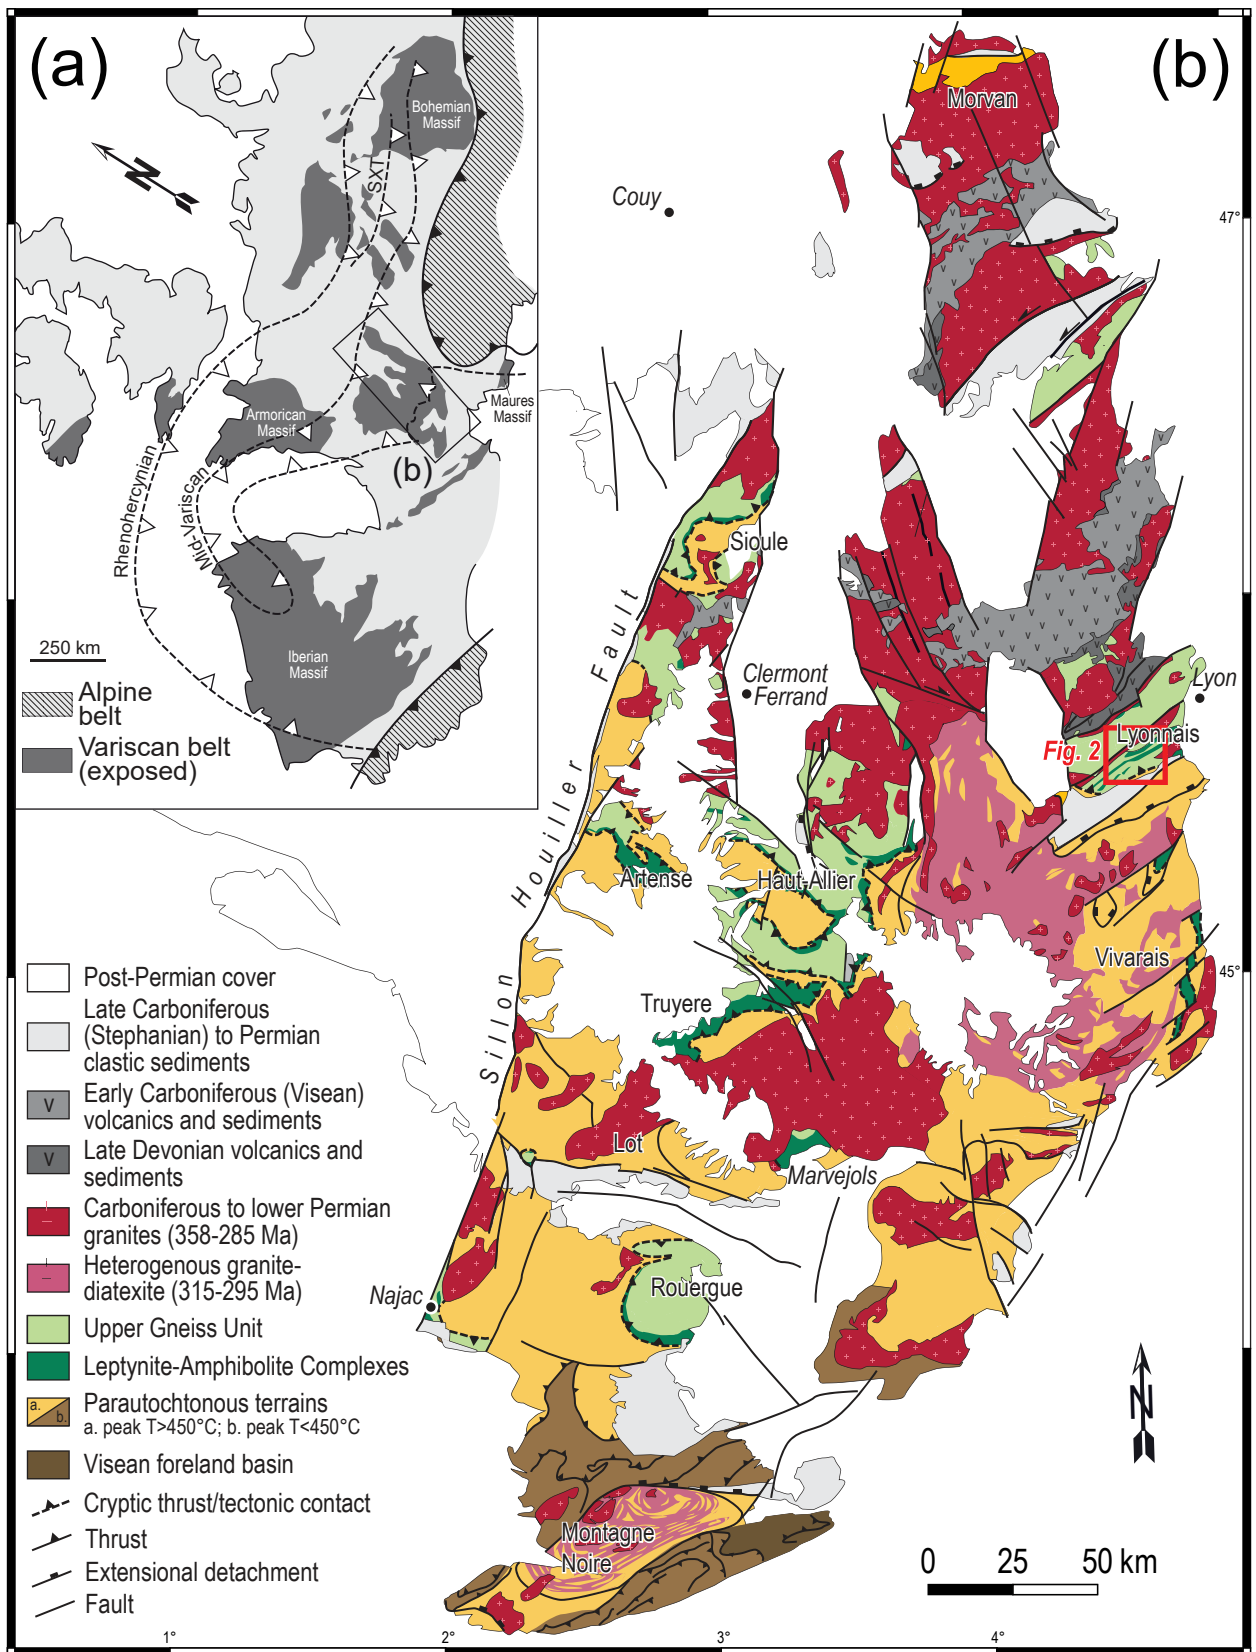 (a)
Bohemian
Massif
SXT
N
Armorican
Massif
Maures
Massif
(b)
Rhenohercynian
Mid-Variscan
250 km
Iberian
Massif
Alpine
belt
Variscan belt
(exposed)
(b)
Morvan
Couy
47°
Sioule
Clermont
Ferrand
Lyon
Lyonnais
Fig. 2
Sillon Houiller Fault
Artense
Haut-Allier
Vivarais
45°
Truyere
Lot
Marvejols
Najac
Rouergue
Montagne
Noire
N
Post-Permian cover
Late Carboniferous
(Stephanian) to Permian
clastic sediments
V
Early Carboniferous (Visean)
volcanics and sediments
V
Late Devonian volcanics and
sediments
Carboniferous to lower Permian
granites (358-285 Ma)
Heterogenous granite-
diatexite (315-295 Ma)
Upper Gneiss Unit
Leptynite-Amphibolite Complexes
a.
b.
Parautochtonous terrains
a. peak T>450°C; b. peak T<450°C
Visean foreland basin
Cryptic thrust/tectonic contact
Thrust
Extensional detachment
Fault
0 25 50 km
1° 2° 3° 4°